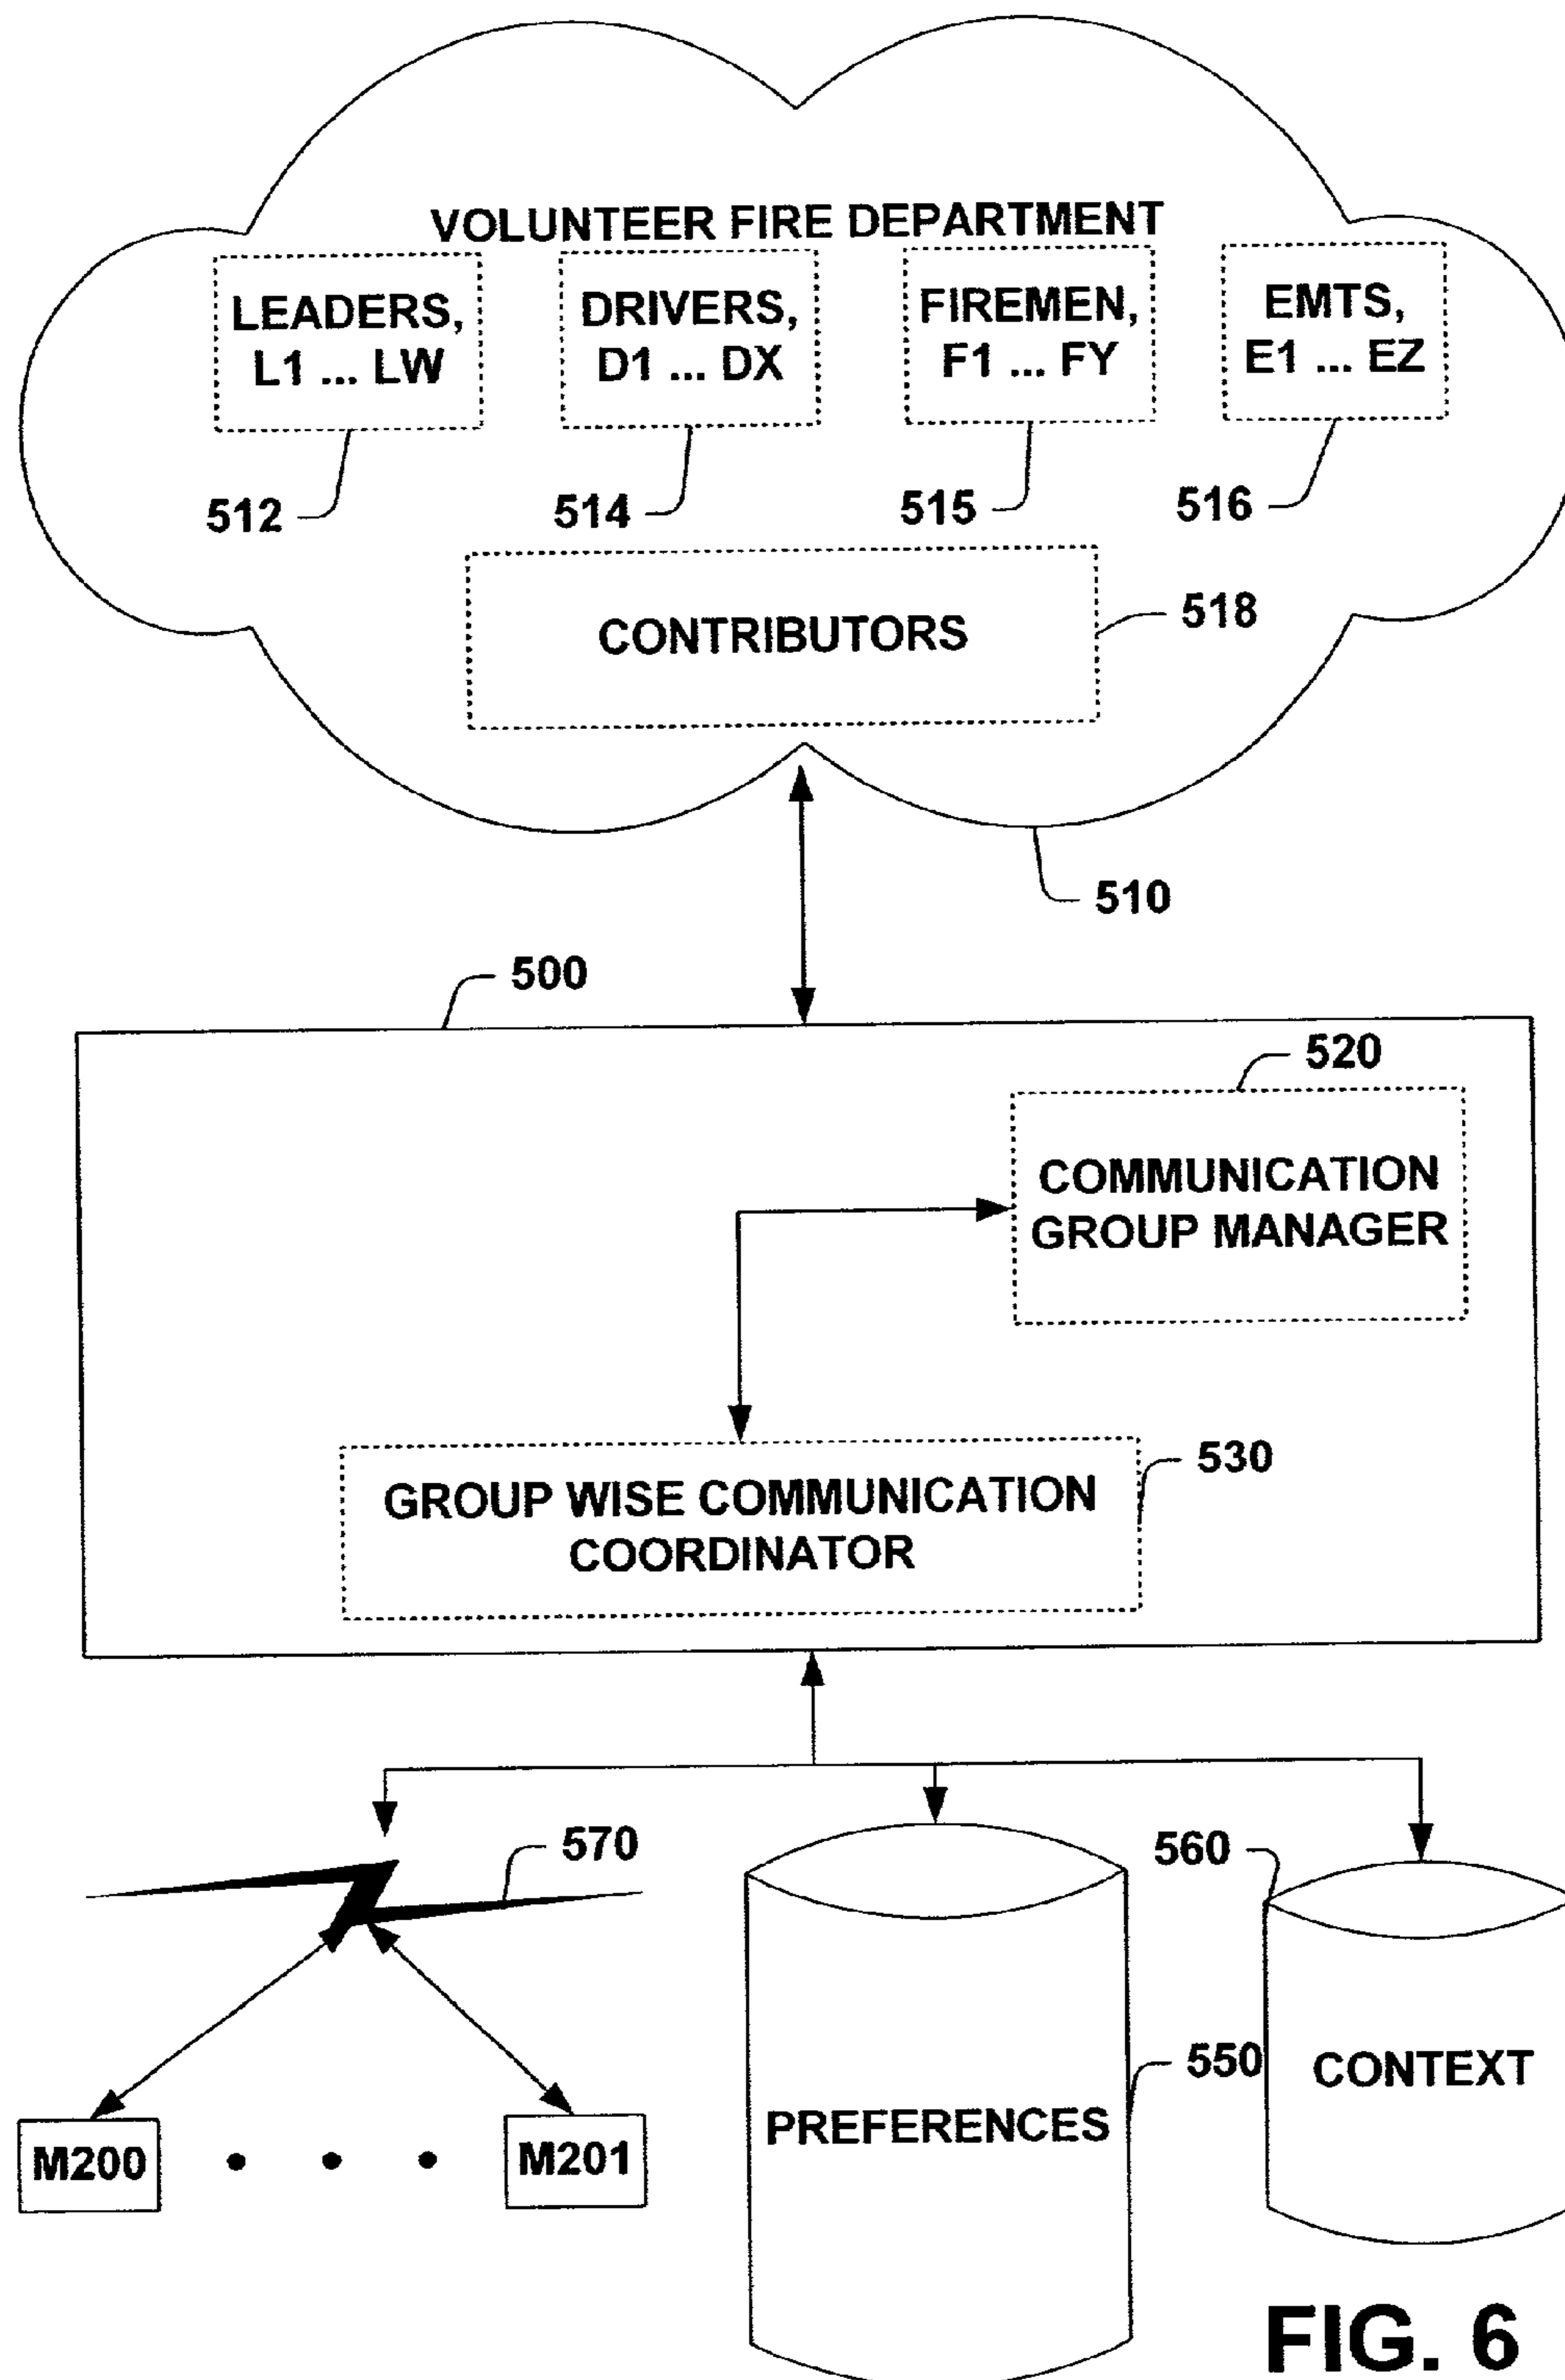 VOLUNTEER FIRE DEPARTMENT
LEADERS,
L1 ... LW
DRIVERS,
D1 ... DX
FIREMEN,
F1 ... FY
EMTS,
E1 ... EZ
512
514
515
516
CONTRIBUTORS
518
510
500
520
COMMUNICATION
GROUP MANAGER
530
GROUP WISE COMMUNICATION
COORDINATOR
570
560
550
CONTEXT
PREFERENCES
M200
M201
FIG. 6